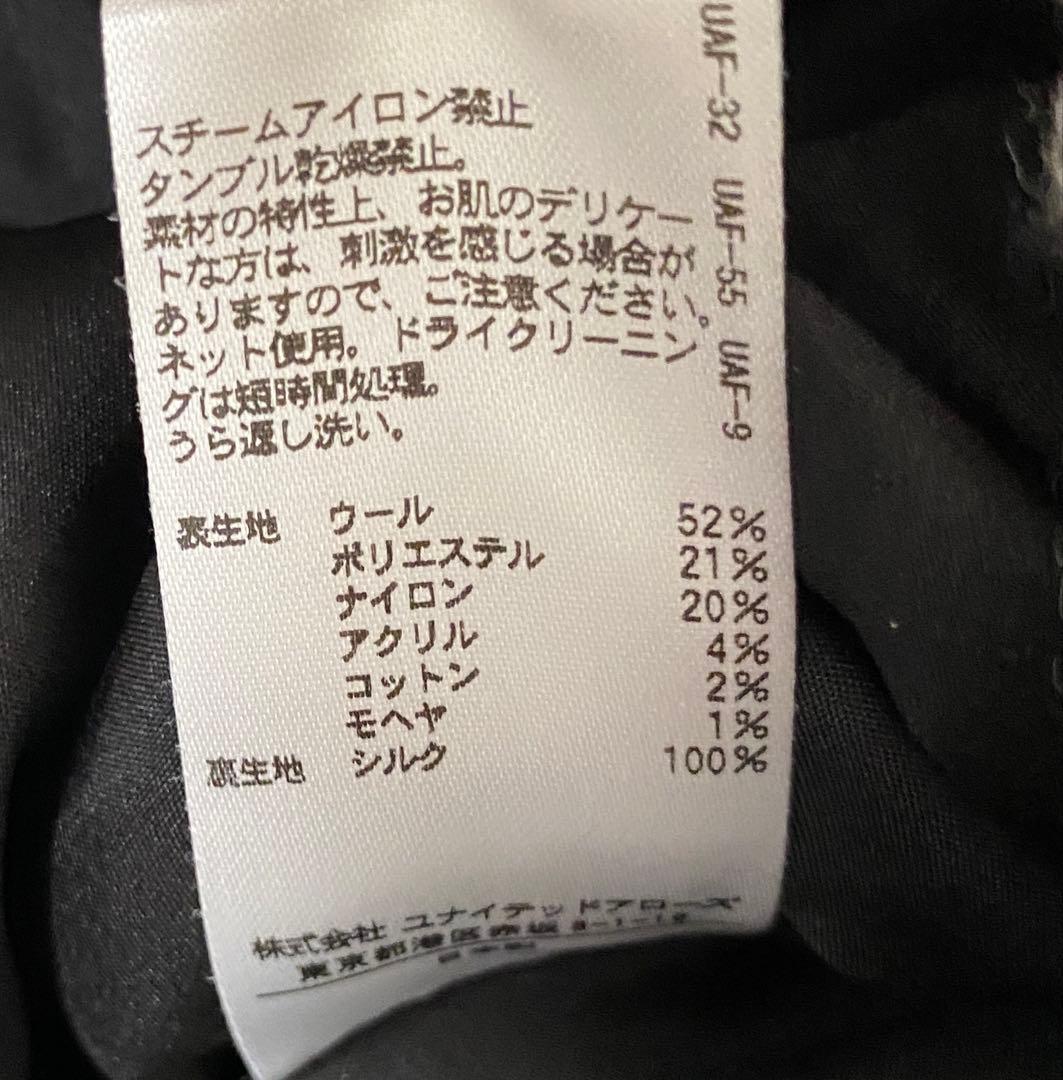 スチームアイロン禁止
タンブル乾燥禁止。
素材の特性上、お肌のデリケー
トな方は、刺激を感じる場合が
ありますので、ご注意ください。
ネット使用。ドライクリーニン
グは短時間処理。
うら返し洗い。
表生地 ウール 52%
ポリエステル 21%
ナイロン 20%
アクリル 4%
コットン 2%
モヘヤ 1%
裏生地 シルク 100%
株式会社 ユナイテッドアローズ
東京都港区赤坂
UAF-32 UAF-55 UAF-9